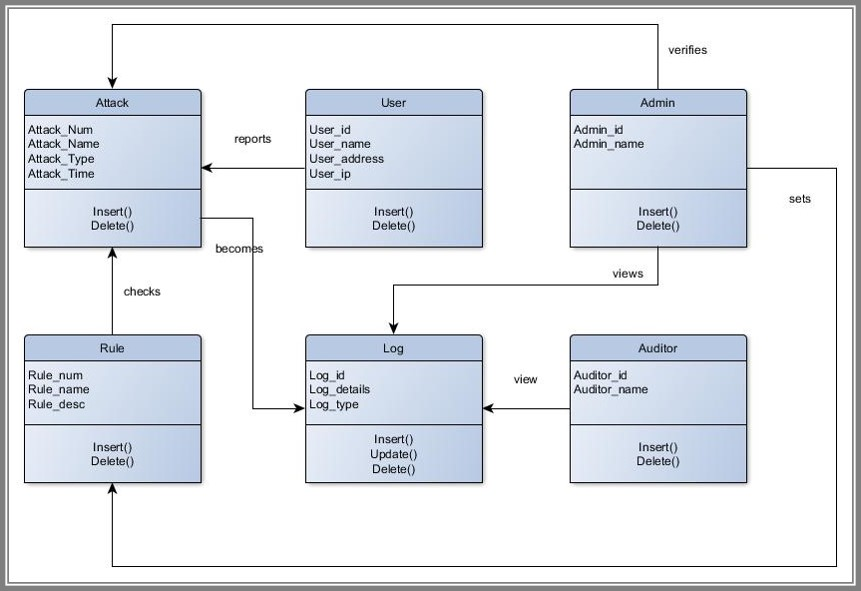 verifies
Attack
Attack_Num
Attack_Name
Attack_Type
Attack_Time
Insert()
Delete()
reports
User
User_id
User_name
User_address
User_ip
Insert()
Delete()
Admin
Admin_id
Admin_name
Insert()
Delete()
sets
becomes
views
checks
Rule
Rule_num
Rule_name
Rule_desc
Insert()
Delete()
Log
Log_id
Log_details
Log_type
Insert()
Update()
Delete()
view
Auditor
Auditor_id
Auditor_name
Insert()
Delete()